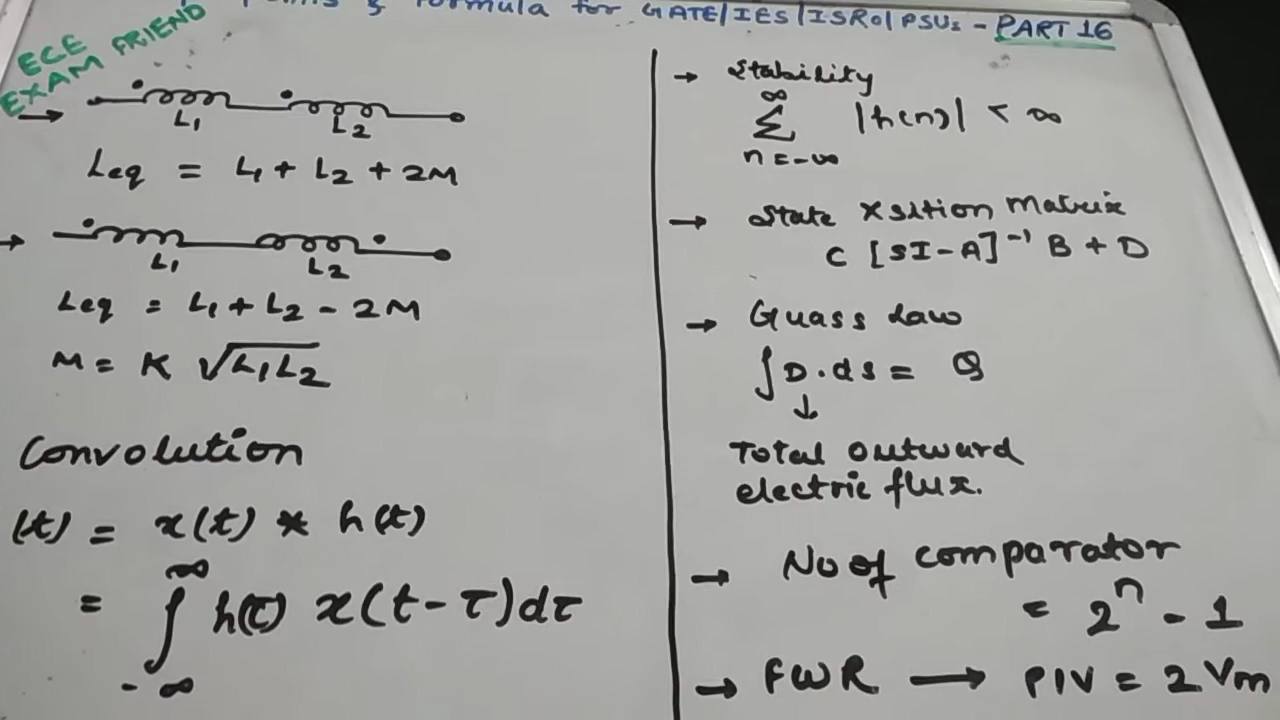 formula for GATE/IES/ISRO/PSUs - PART 16
ECE
EXAM FRIEND
→ L1 L2
Leq = L1 + L2 + 2M
→ L1 L2
Leq = L1 + L2 - 2M
M = K √L1L2
Convolution
(t) = x(t) * h(t)
= ∫ -∞ ∞ h(τ) x(t-τ)dτ
→ Stability
∞ Σ n=-∞ |h(n)| < ∞
→ State Xsition Matrix
C [SI-A]⁻¹ B + D
→ Guass Law
∫D.ds = Q
↓
Total outward
electric flux.
→ No of comparator
= 2ⁿ - 1
→ FWR → PIV = 2Vm